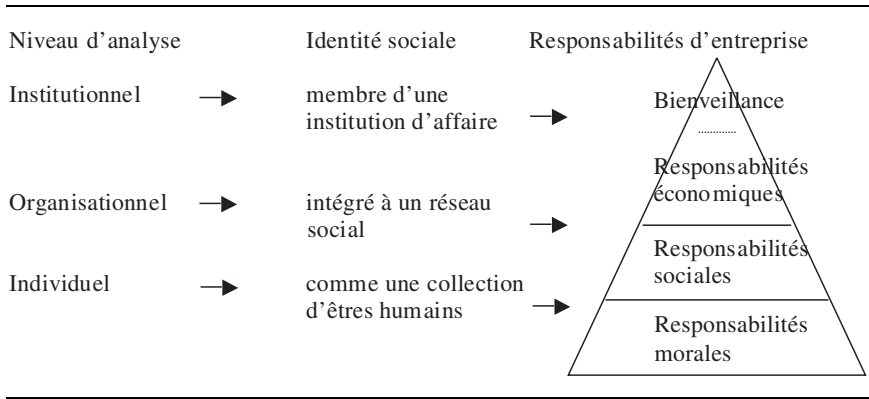 Niveau d’analyse Identité sociale Responsabilités d’entreprise
Institutionnel membre d’une Bienveillance
institution d’affaire
Responsabilités
économiques
Organisationnel intégré à un réseau
social
Responsabilités
sociales
Individuel comme une collection
d’êtres humains
Responsabilités
morales